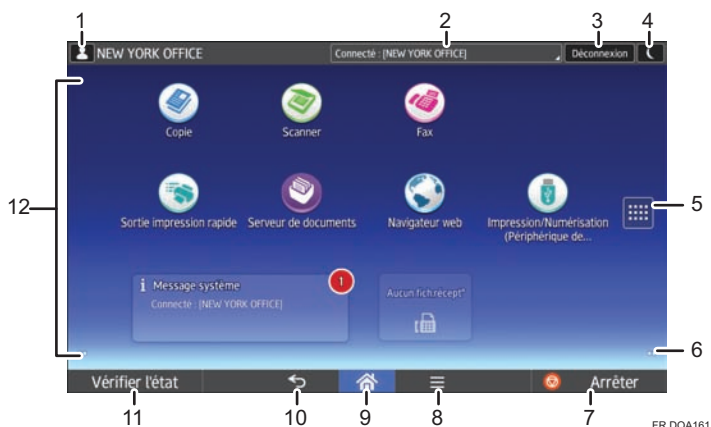 1 2 3 4
NEW YORK OFFICE Connecté : [NEW YORK OFFICE] Déconnexion
Copie Scanner Fax
12
5
Sortie impression rapide Serveur de documents Navigateur web Impression/Numérisation
(Périphérique de...
i Message système 1
Connecté : [NEW YORK OFFICE]
Aucun fich récept°
6
Vérifier l'état Arrêter
11 10 9 8 7
FR DQA161